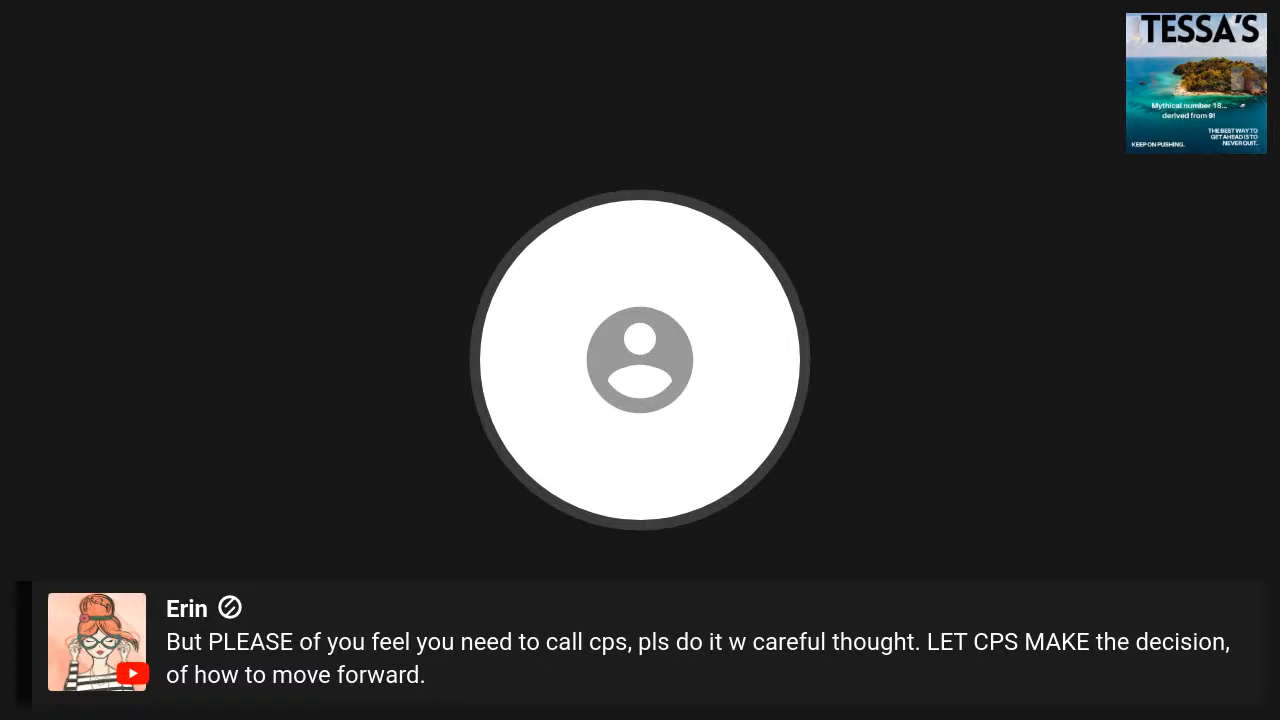 TESSA'S
Mythical number 18...
derived from 9!
THE BEST WAY TO
GET AHEAD IS TO
NEVER QUIT.
KEEP ON PUSHING.
Erin
But PLEASE of you feel you need to call cps, pls do it w careful thought. LET CPS MAKE the decision,
of how to move forward.